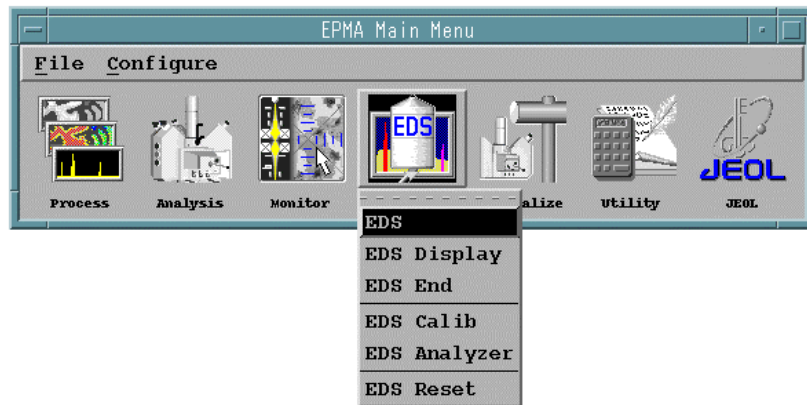 EPMA Main Menu
File Configure
EDS
JEOL
Process Analysis Monitor alize Utility JEOL
EDS
EDS Display
EDS End
EDS Calib
EDS Analyzer
EDS Reset